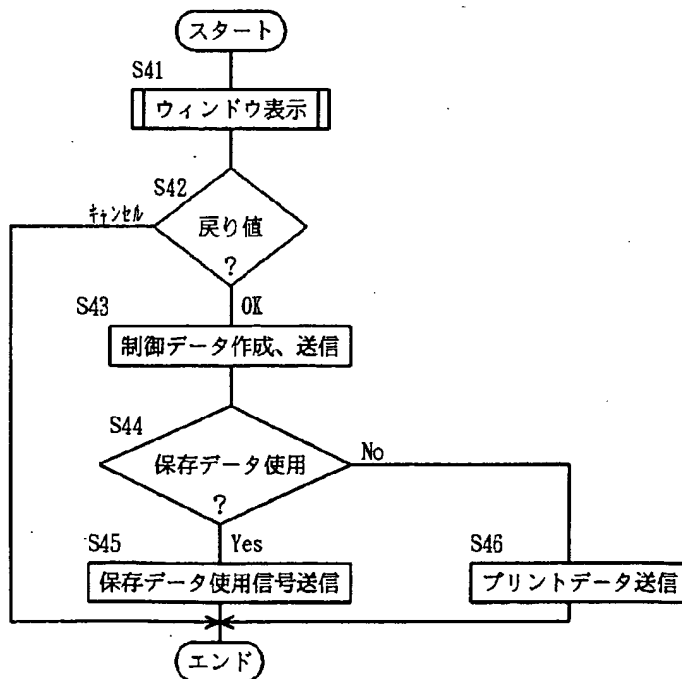 スタート
S41
ウィンドウ表示
S42
キャンセル
戻り値
?
S43
OK
制御データ作成、送信
S44
保存データ使用
?
No
S45
Yes
S46
保存データ使用信号送信
プリントデータ送信
エンド